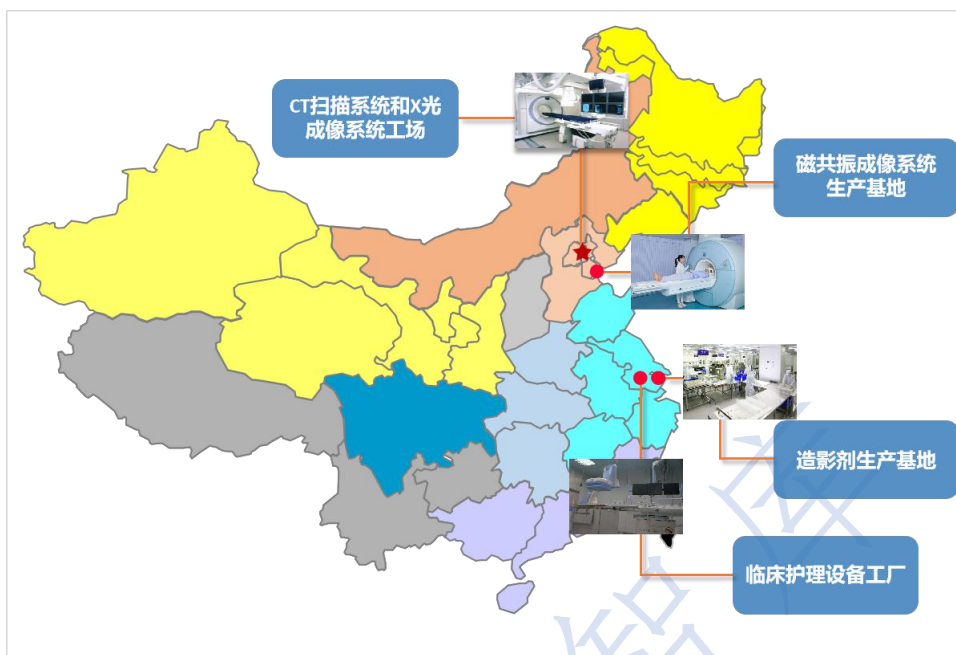 CT扫描系统和X光
成像系统工场
磁共振成像系统
生产基地
造影剂生产基地
临床护理设备工厂
智库